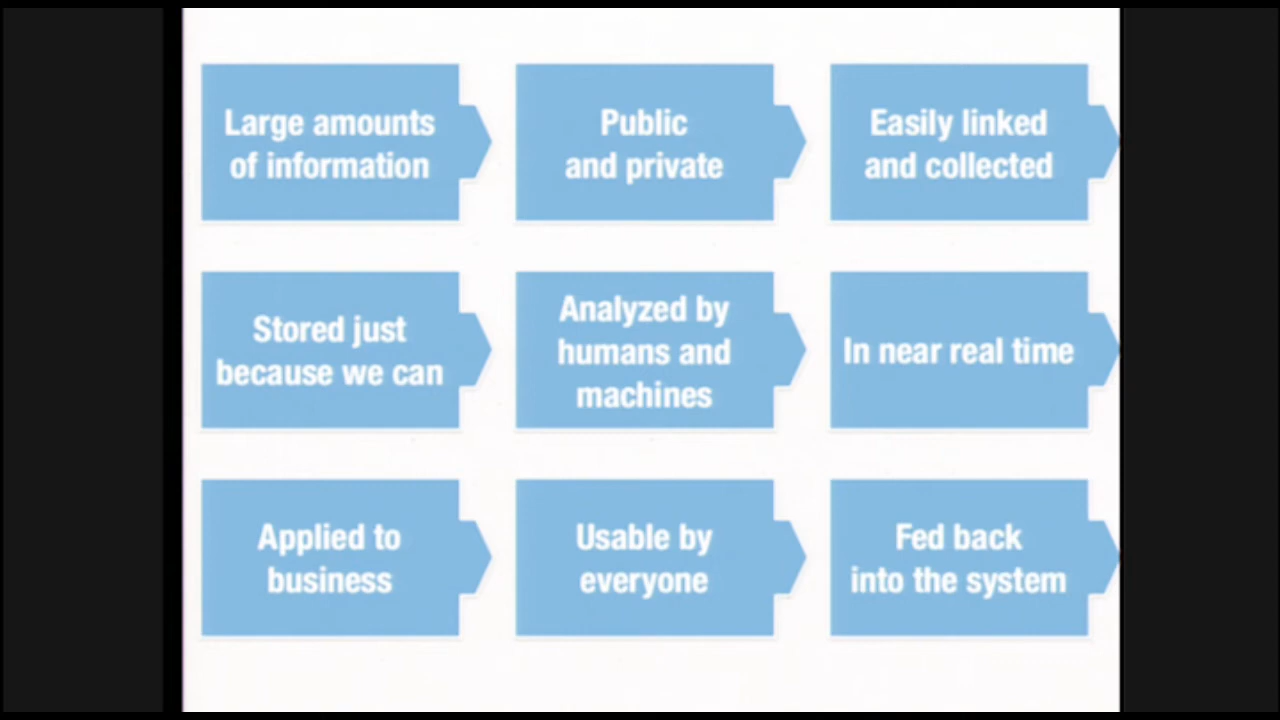 Large amounts
of information
Public
and private
Easily linked
and collected
Stored just
because we can
Analyzed by
humans and
machines
In near real time
Applied to
business
Usable by
everyone
Fed back
into the system